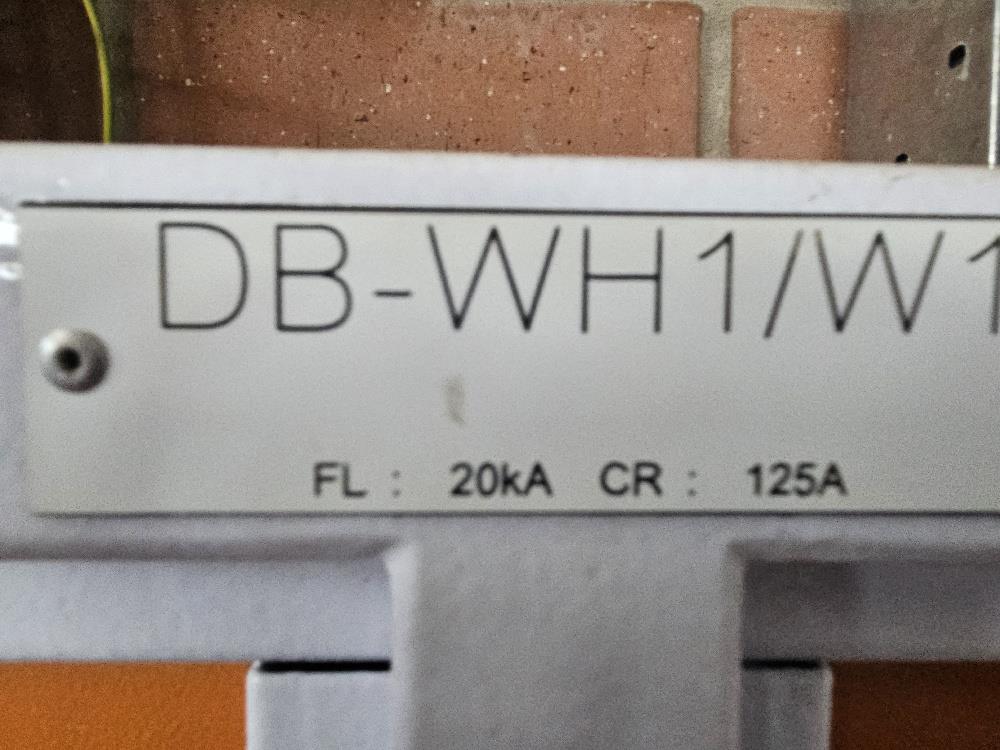 DB-WH1/W1
FL : 20kA CR : 125A